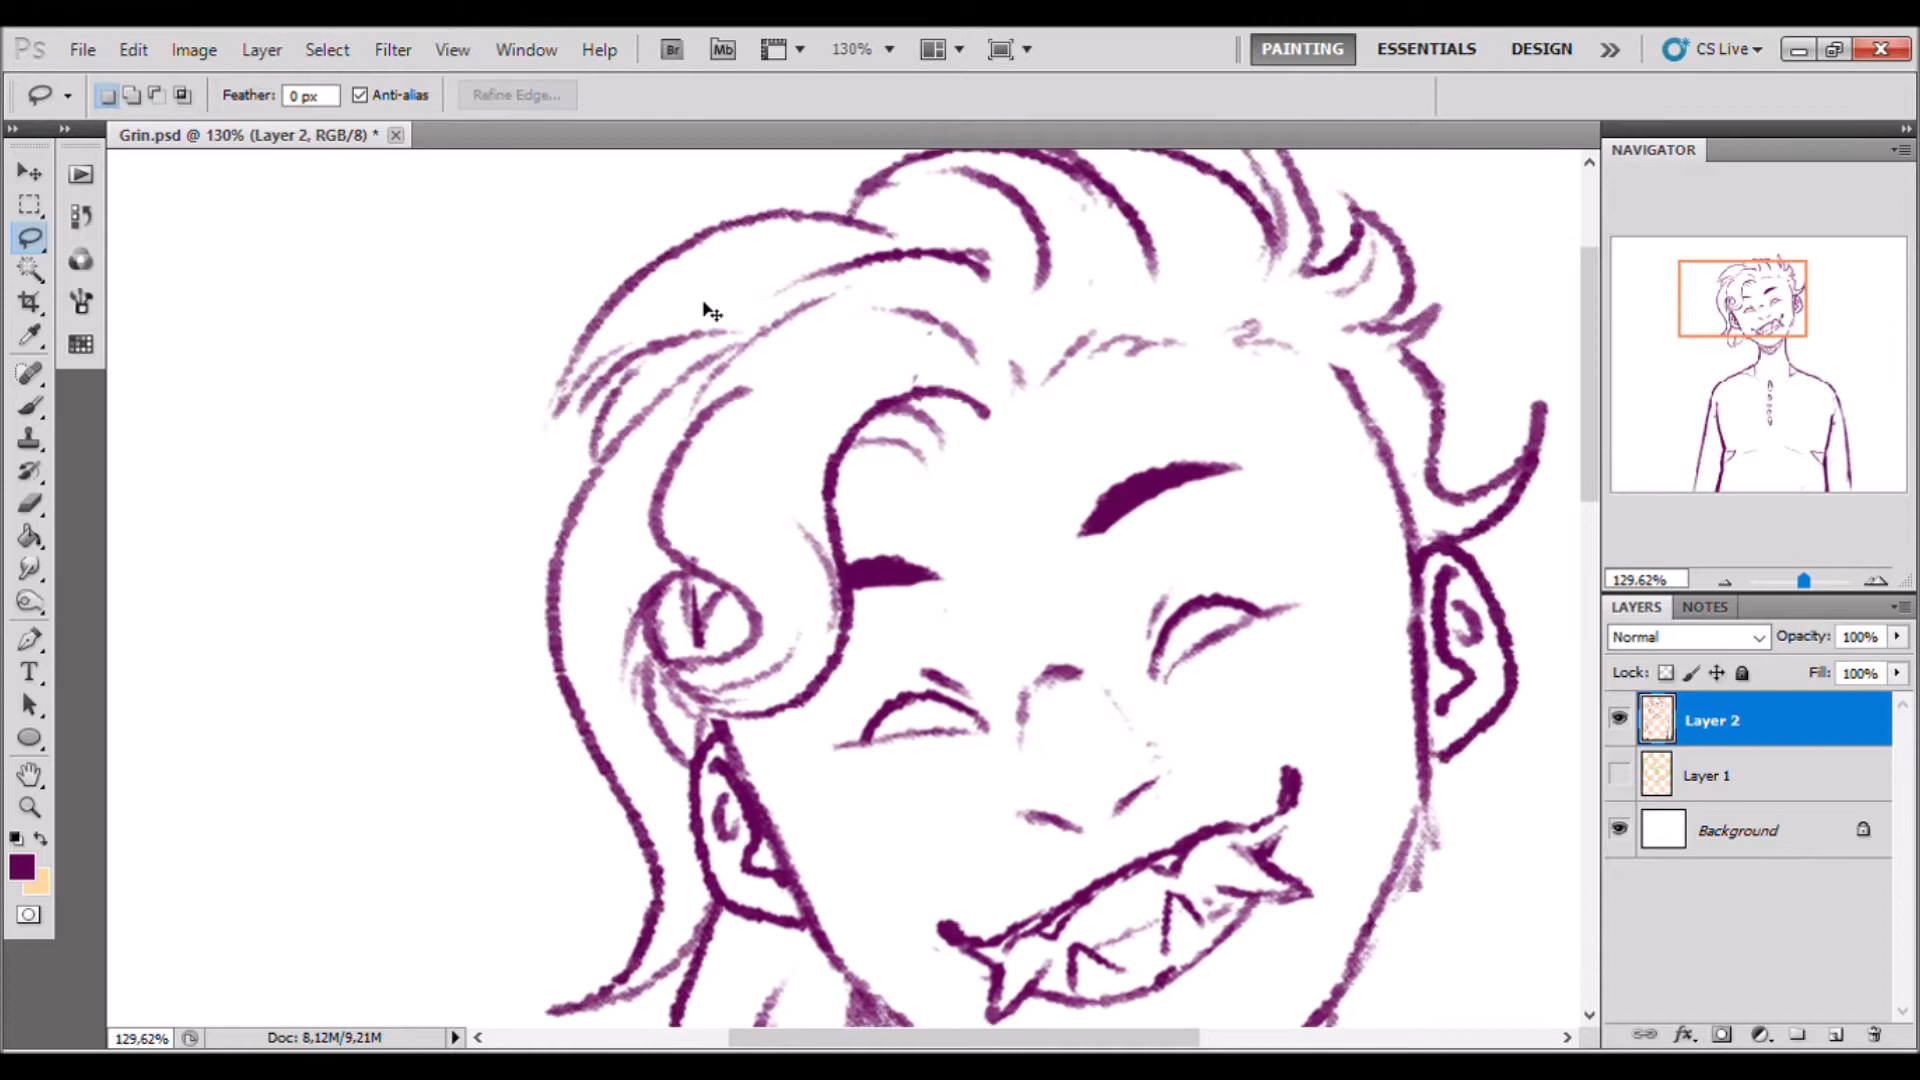 Ps File Edit Image Layer Select Filter View Window Help Br Mb 130% PAINTING ESSENTIALS DESIGN CS Live
Feather: 0 px Anti-alias Refine Edge...
Grin.psd @ 130% (Layer 2, RGB/8) *
NAVIGATOR
129.62%
LAYERS NOTES
Normal Opacity: 100%
Lock: Fill: 100%
Layer 2
Layer 1
Background
T
129,62% Doc: 8,12M/9,21M
fx